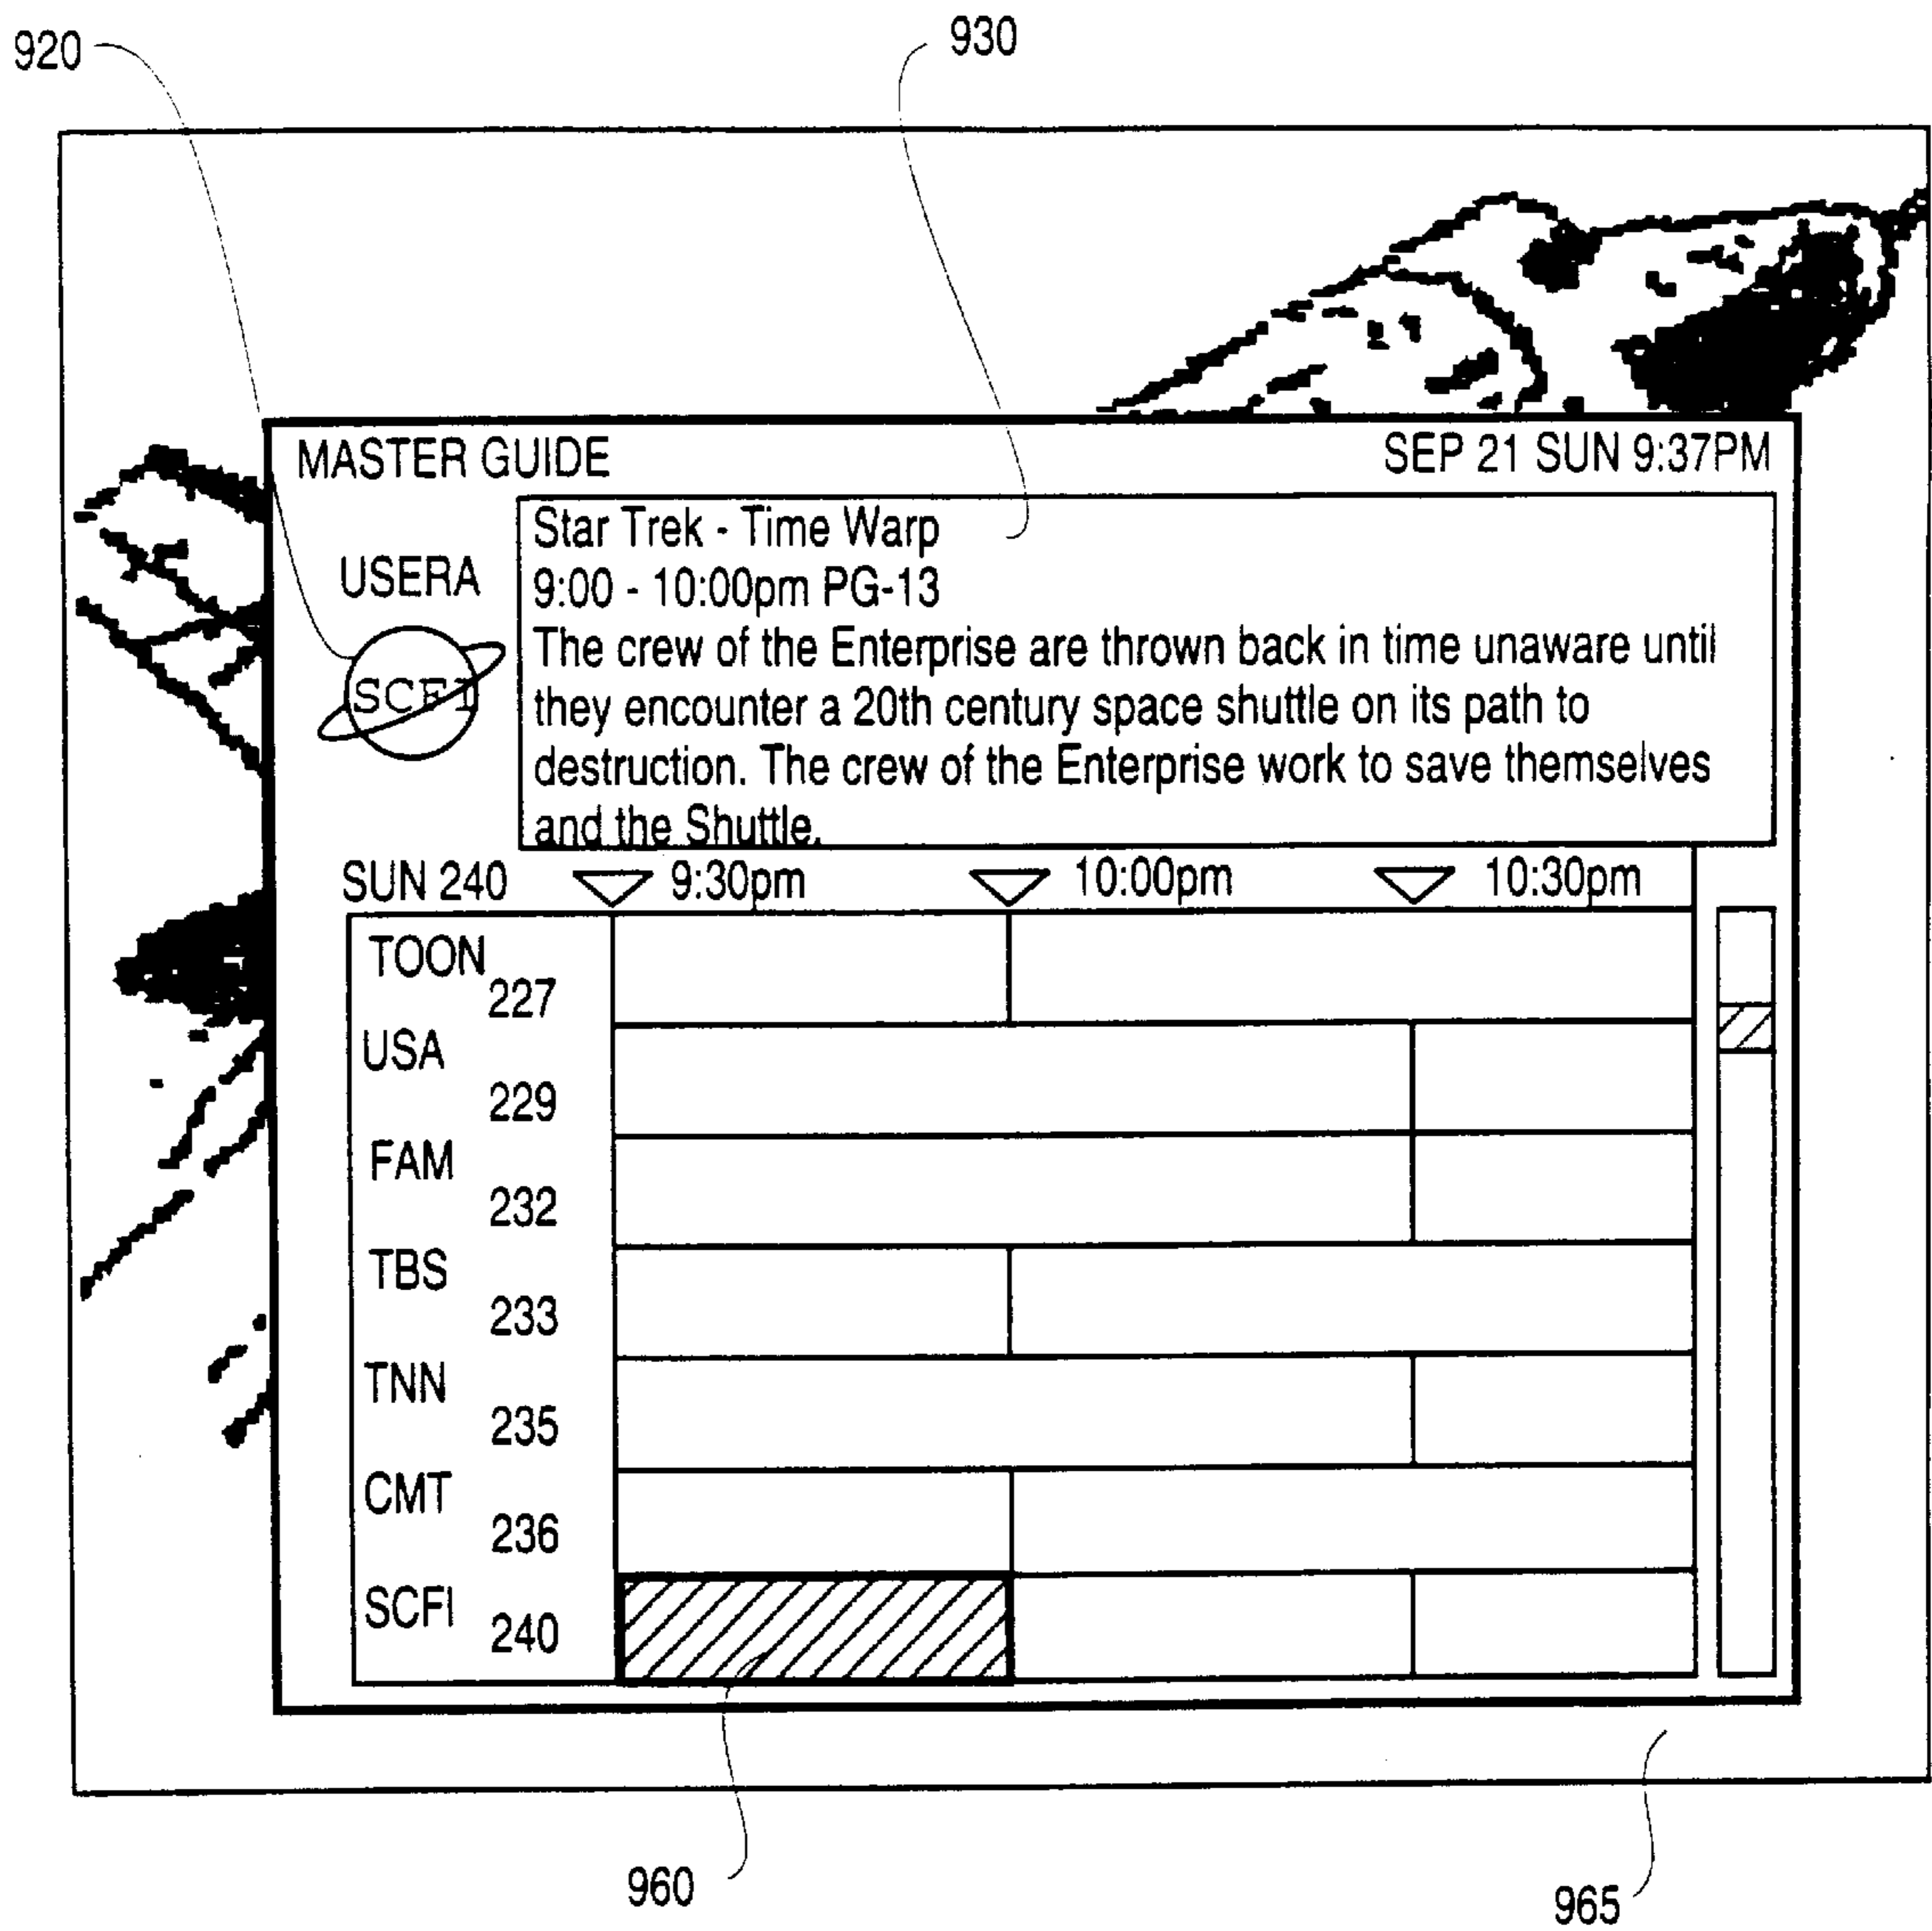 920
930
MASTER GUIDE
SEP 21 SUN 9:37PM
USERA
SCFI
Star Trek - Time Warp
9:00 - 10:00pm PG-13
The crew of the Enterprise are thrown back in time unaware until
they encounter a 20th century space shuttle on its path to
destruction. The crew of the Enterprise work to save themselves
and the Shuttle.
SUN 240
9:30pm
10:00pm
10:30pm
TOON
227
USA
229
FAM
232
TBS
233
TNN
235
CMT
236
SCFI
240
960
965